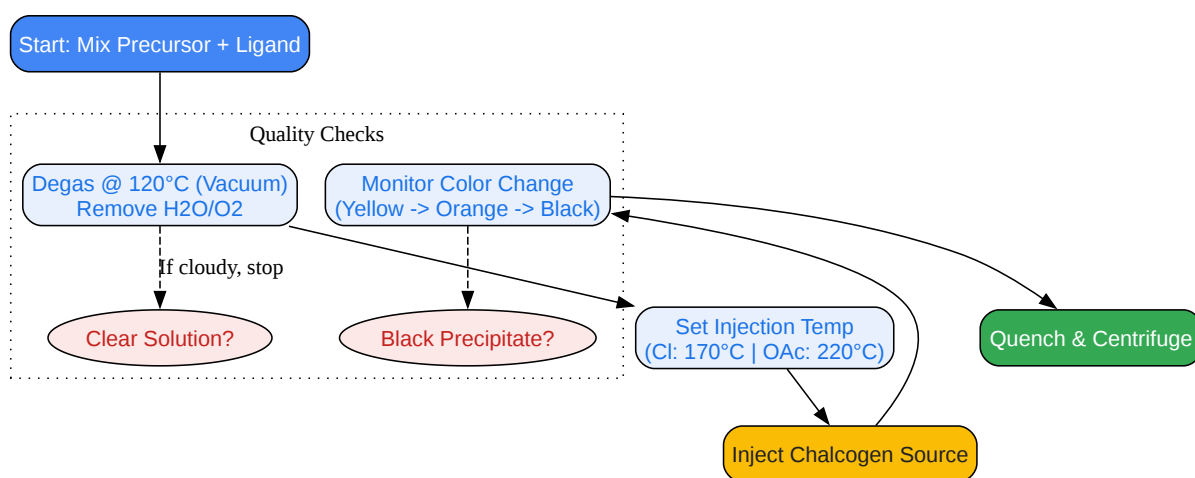 Start: Mix Precursor + Ligand
Quality Checks
Degas @ 120°C (Vacuum)
Remove H2O/O2
Monitor Color Change
(Yellow -> Orange -> Black)
If cloudy, stop
Clear Solution?
Black Precipitate?
Set Injection Temp
(Cl: 170°C | OAc: 220°C)
Quench & Centrifuge
Inject Chalcogen Source